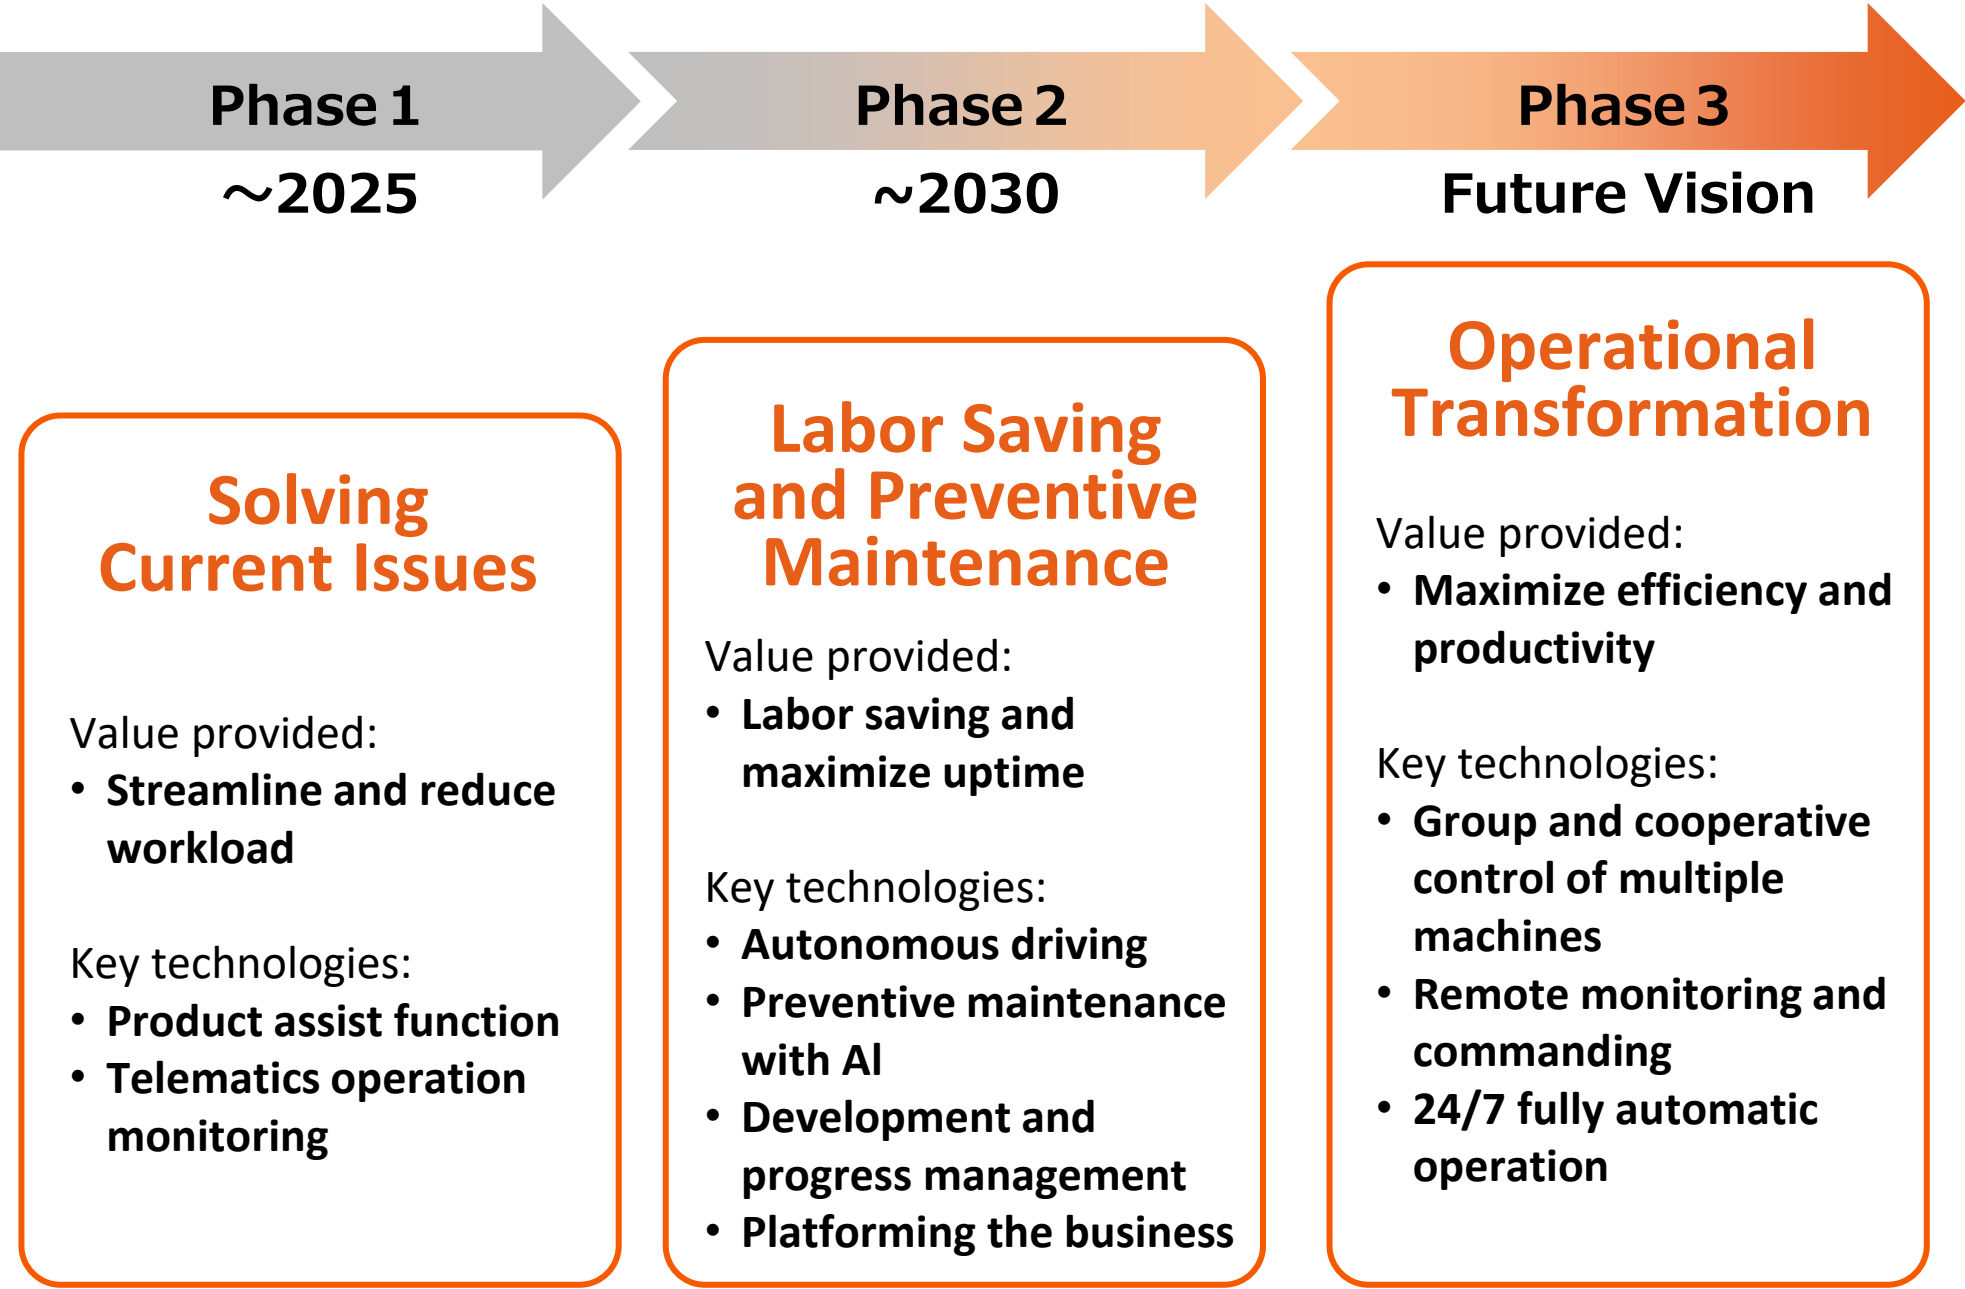 Phase 1
～2025
Solving
Current Issues
Value provided:
• Streamline and reduce
workload
Key technologies:
• Product assist function
• Telematics operation
monitoring
Phase 2
~2030
Labor Saving
and Preventive
Maintenance
Value provided:
• Labor saving and
maximize uptime
Key technologies:
• Autonomous driving
• Preventive maintenance
with AI
• Development and
progress management
• Platforming the business
Phase 3
Future Vision
Operational
Transformation
Value provided:
• Maximize efficiency and
productivity
Key technologies:
• Group and cooperative
control of multiple
machines
• Remote monitoring and
commanding
• 24/7 fully automatic
operation